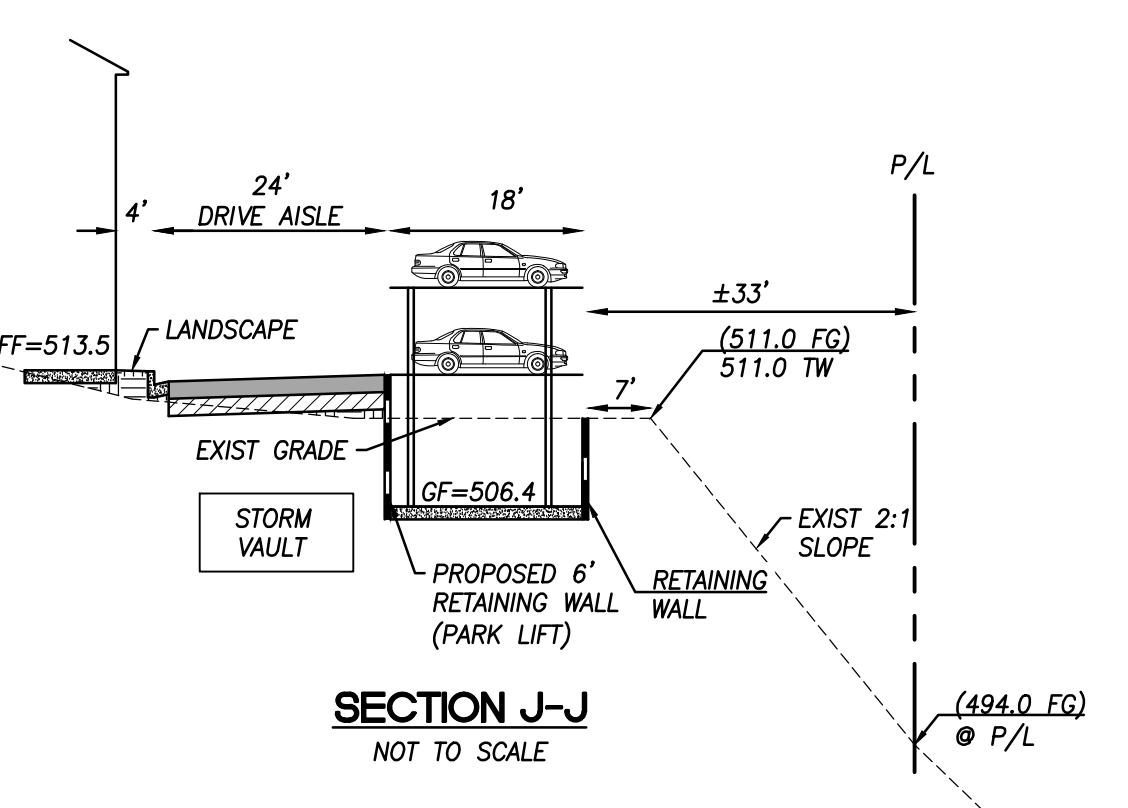 P/L
24'
4'
DRIVE AISLE
18'
±33'
LANDSCAPE
FF=513.5
(511.0 FG)
511.0 TW
7'
EXIST GRADE
GF=506.4
STORM
VAULT
EXIST 2:1
SLOPE
PROPOSED 6'
RETAINING WALL
(PARK LIFT)
RETAINING
WALL
SECTION J-J
NOT TO SCALE
(494.0 FG)
@ P/L